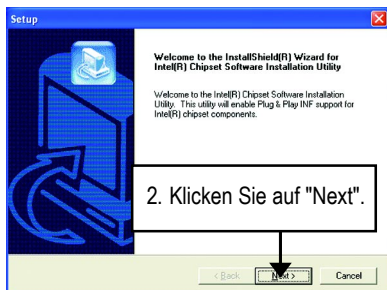 Setup
Welcome to the InstallShield(R) Wizard for
Intel(R) Chipset Software Installation Utility
Welcome to the Intel(R) Chipset Software Installation
Utility. This utility will enable Plug & Play INF support for
Intel(R) chipset components.
2. Klicken Sie auf "Next".
< Back Next > Cancel